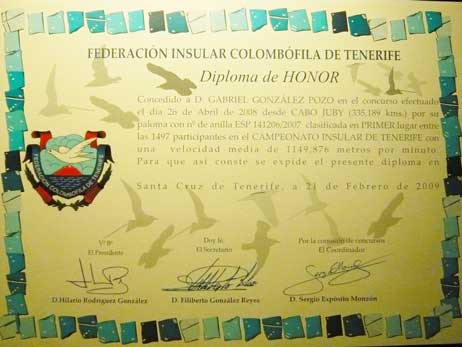 FEDERACIÓN INSULAR COLOMBÓFILA DE TENERIFE
Diploma de HONOR
Concedido a D. GABRIEL GONZÁLEZ POZO en el concurso efectuado
el día 26 de Abril de 2008 desde CABO JUBY (335,189 kms.) por su
paloma con nº de anilla ESP 141206/2007 clasificada en PRIMER lugar entre
las 1497 participantes en el CAMPEONATO INSULAR DE TENERIFE con
una velocidad media de 1149,876 metros por minuto.
Para que así conste se expide el presente diploma en
Santa Cruz de Tenerife, a 21 de Febrero de 2009
FEDERACIÓN COLOMBÓFILA DE TENERIFE
Vº Bº
El Presidente
Doy fé,
El Secretario
Por la comisión de concursos
El Coordinador
D.Hilario Rodríguez González
D. Filiberto González Reyes
D. Sergio Expósito Monzón